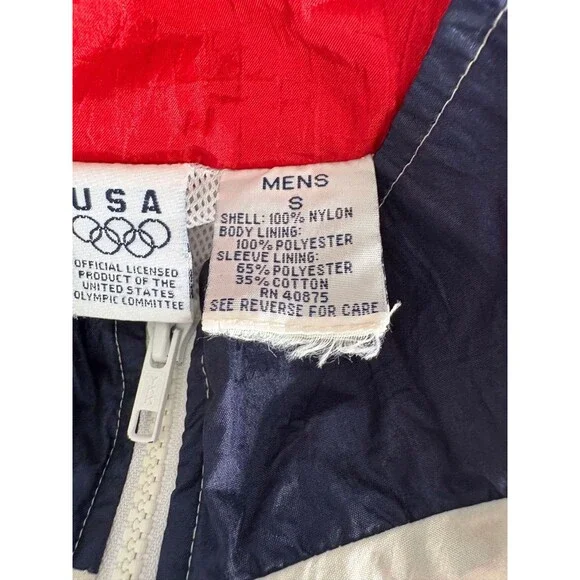 USA
OFFICIAL LICENSED
PRODUCT OF THE
UNITED STATES
OLYMPIC COMMITTEE
MENS
S
SHELL: 100% NYLON
BODY LINING:
100% POLYESTER
SLEEVE LINING:
65% POLYESTER
35% COTTON
RN 40875
SEE REVERSE FOR CARE